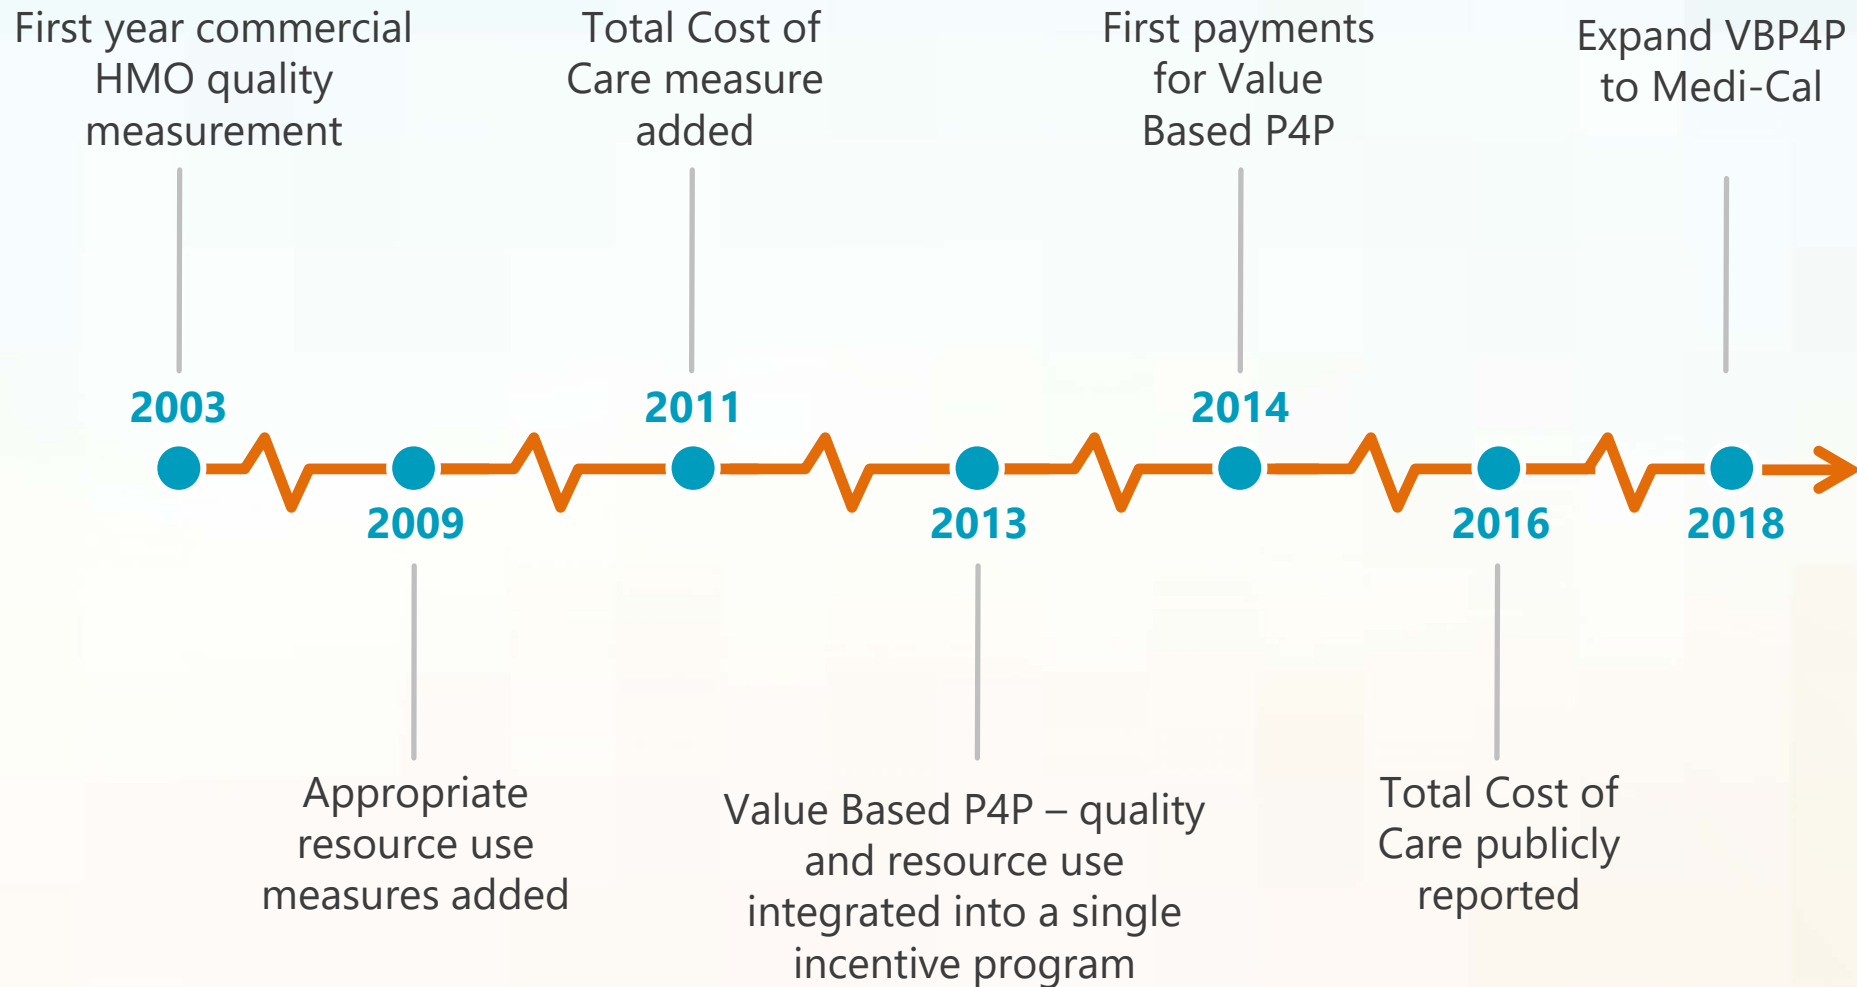 First year commercial
HMO quality
measurement
Total Cost of
Care measure
added
First payments
for Value
Based P4P
Expand VBP4P
to Medi-Cal
2003
2011
2014
2009
2013
2016
2018
Appropriate
resource use
measures added
Value Based P4P – quality
and resource use
integrated into a single
incentive program
Total Cost of
Care publicly
reported